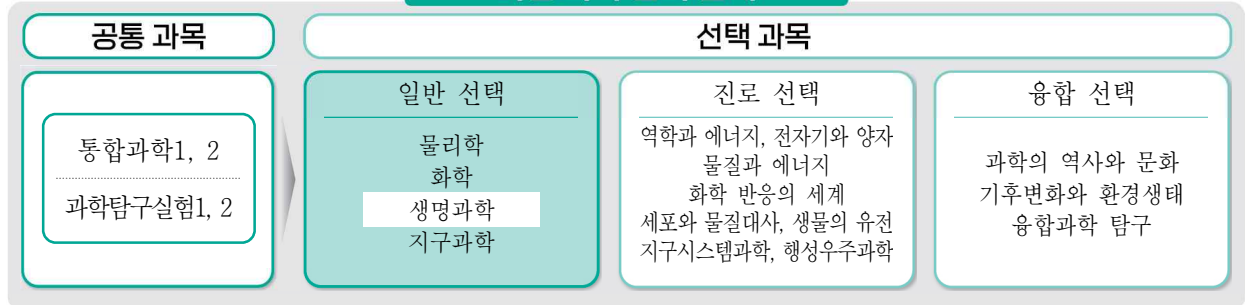 공통 과목
선택 과목
통합과학1, 2
과학탐구실험1, 2
일반 선택
물리학
화학
생명과학
지구과학
진로 선택
역학과 에너지, 전자기와 양자
물질과 에너지
화학 반응의 세계
세포와 물질대사, 생물의 유전
지구시스템과학, 행성우주과학
융합 선택
과학의 역사와 문화
기후변화와 환경생태
융합과학 탐구